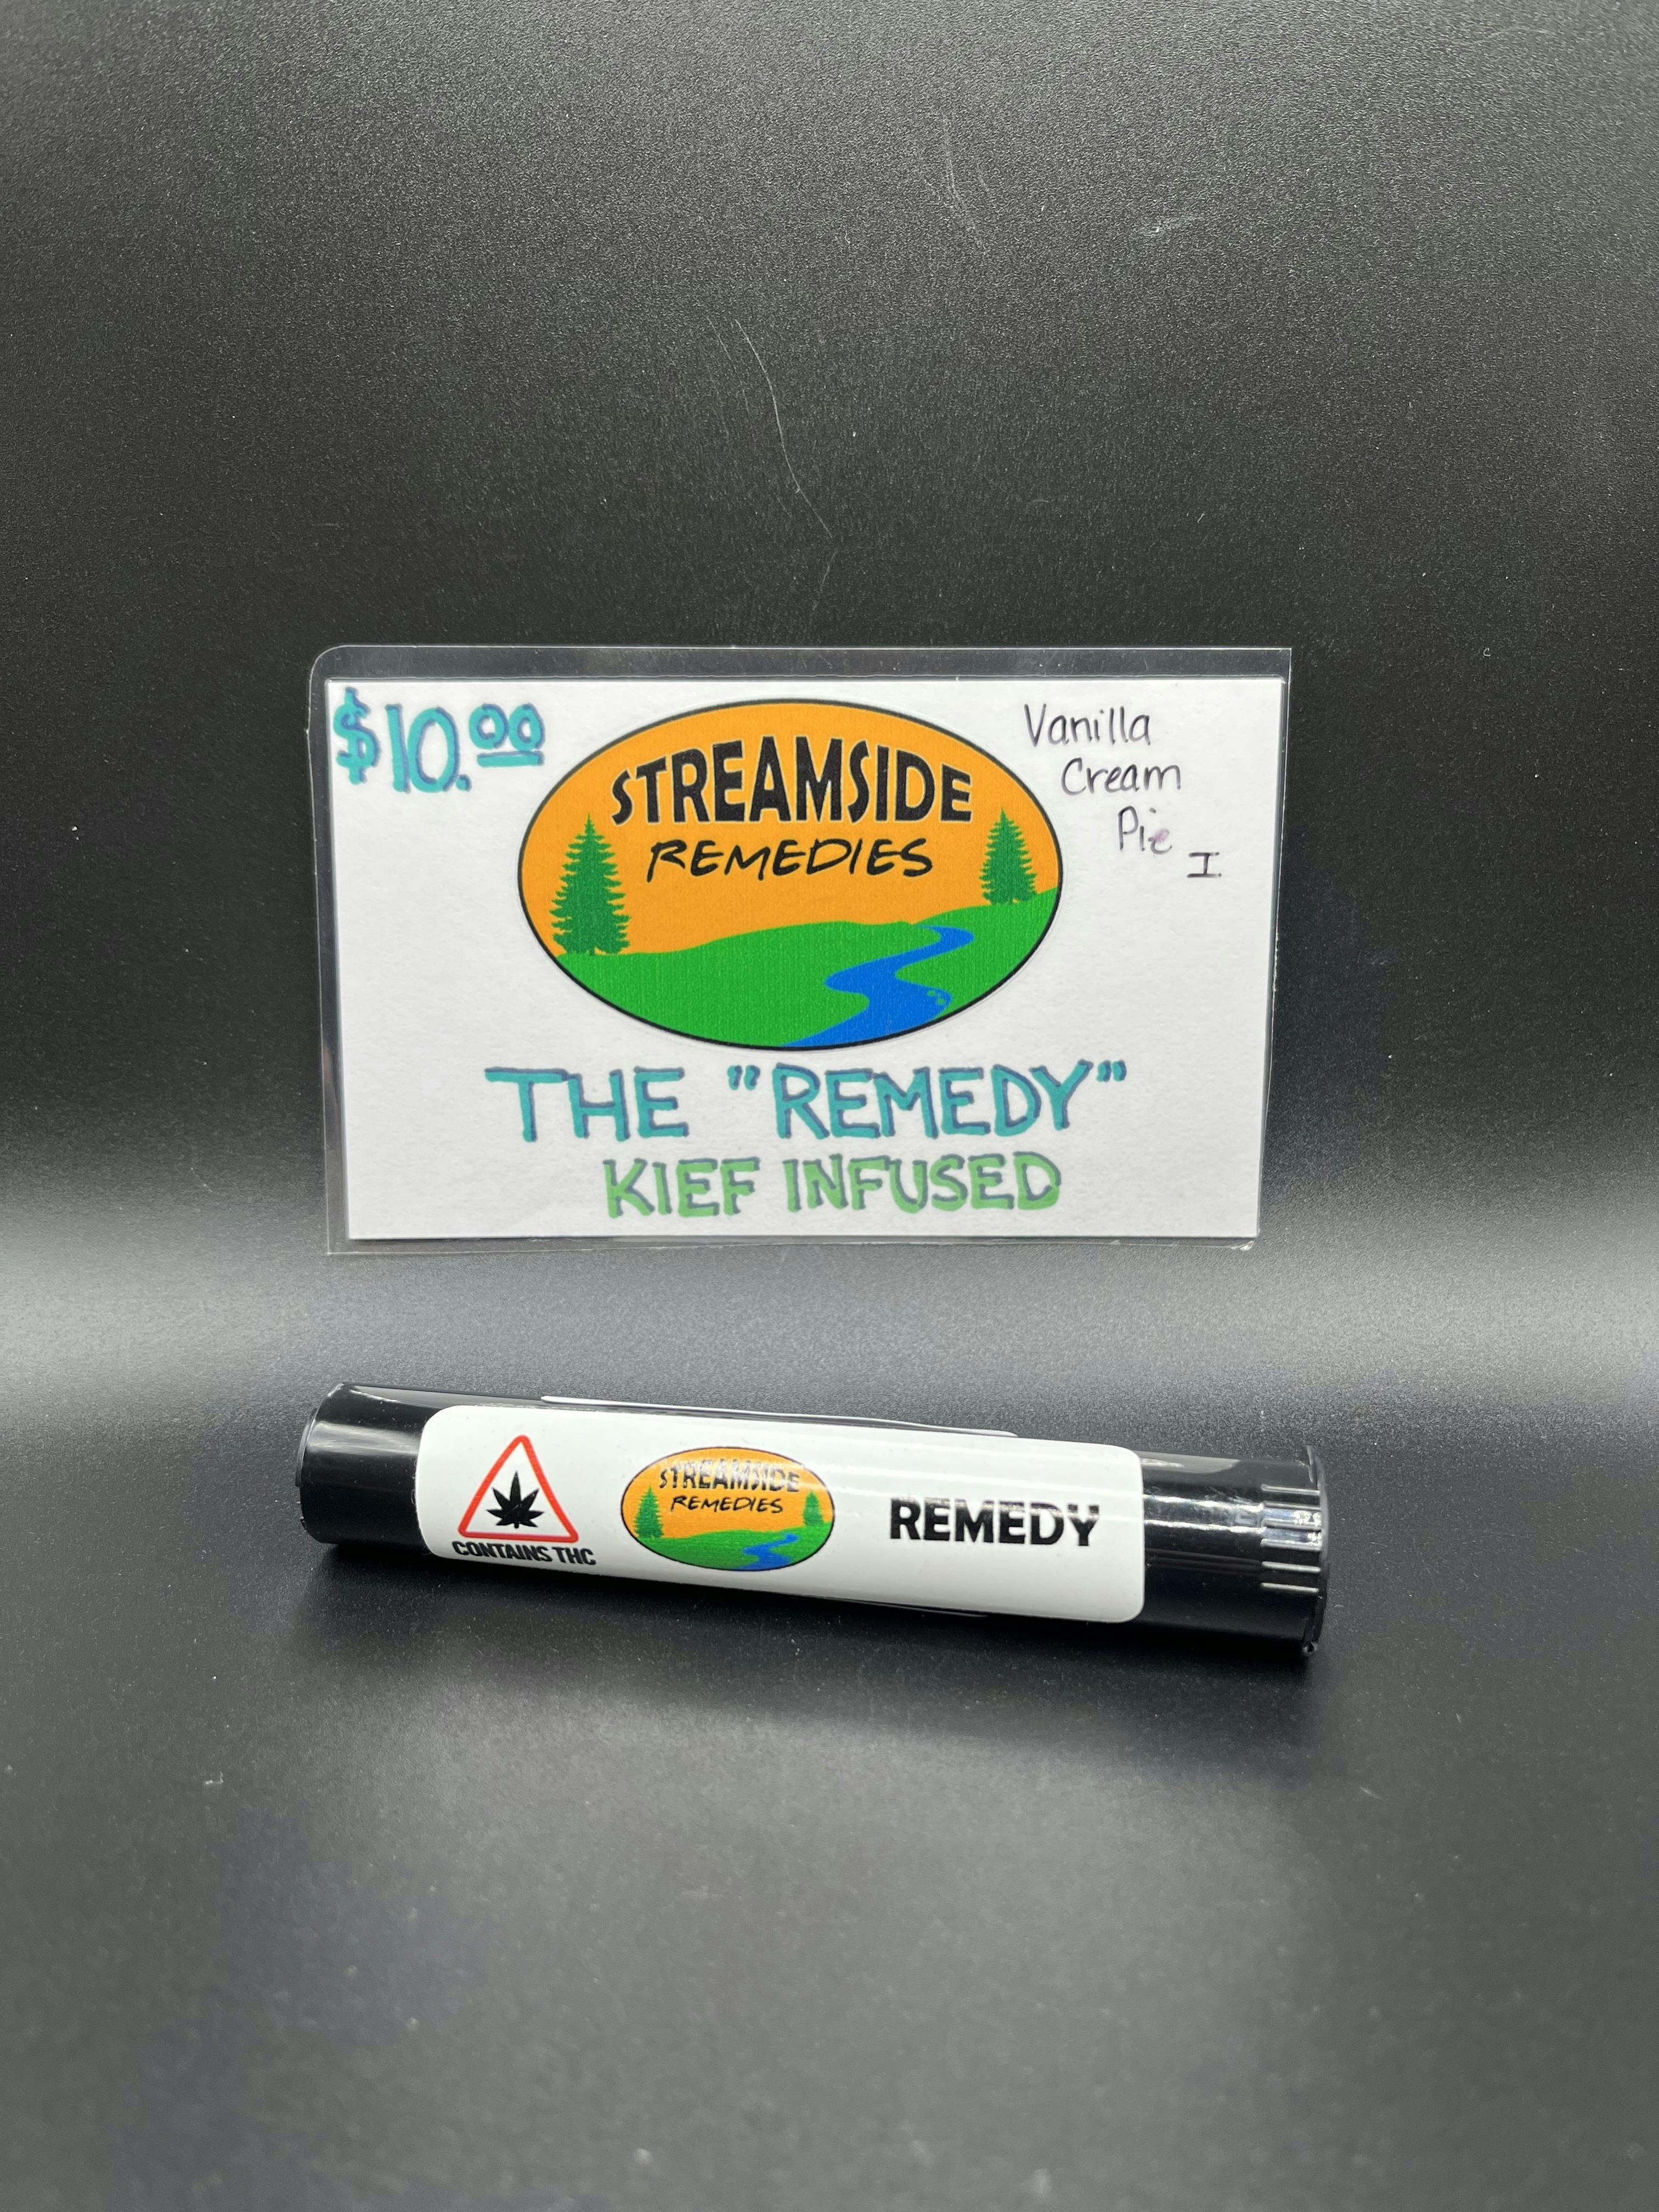 $10.00
Vanilla
Cream
Pie
I
STREAMSIDE
REMEDIES
THE "REMEDY"
KIEF INFUSED
CONTAINS THC
STREAMSIDE
REMEDIES
REMEDY